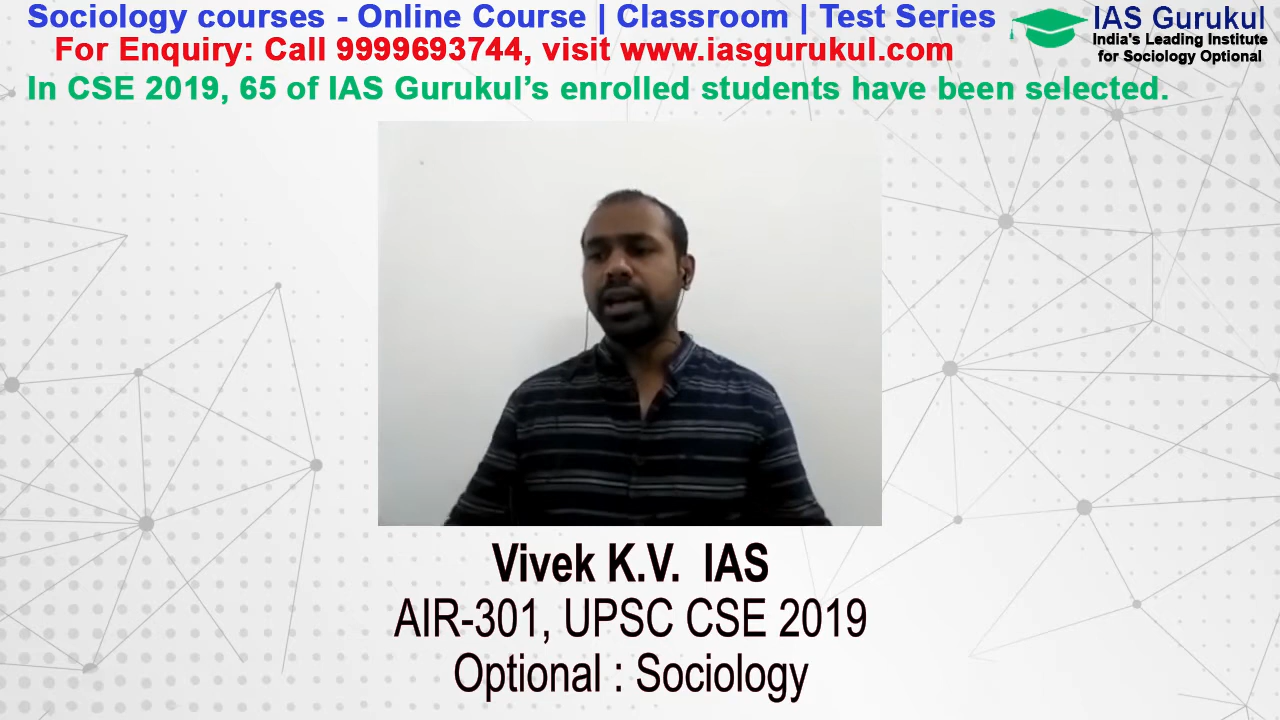 Sociology courses - Online Course | Classroom | Test Series
For Enquiry: Call 9999693744, visit www.iasgurukul.com
In CSE 2019, 65 of IAS Gurukul’s enrolled students have been selected.
IAS Gurukul
India's Leading Institute
for Sociology Optional
Vivek K.V. IAS
AIR-301, UPSC CSE 2019
Optional : Sociology